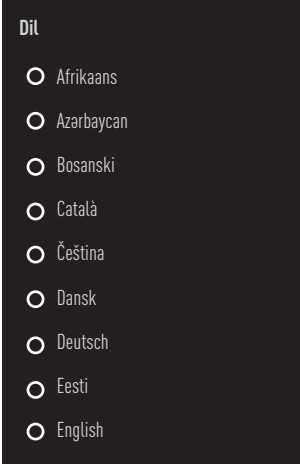 Dil
Afrikaans
Azərbaycan
Bosanski
Català
Čeština
Dansk
Deutsch
Eesti
English